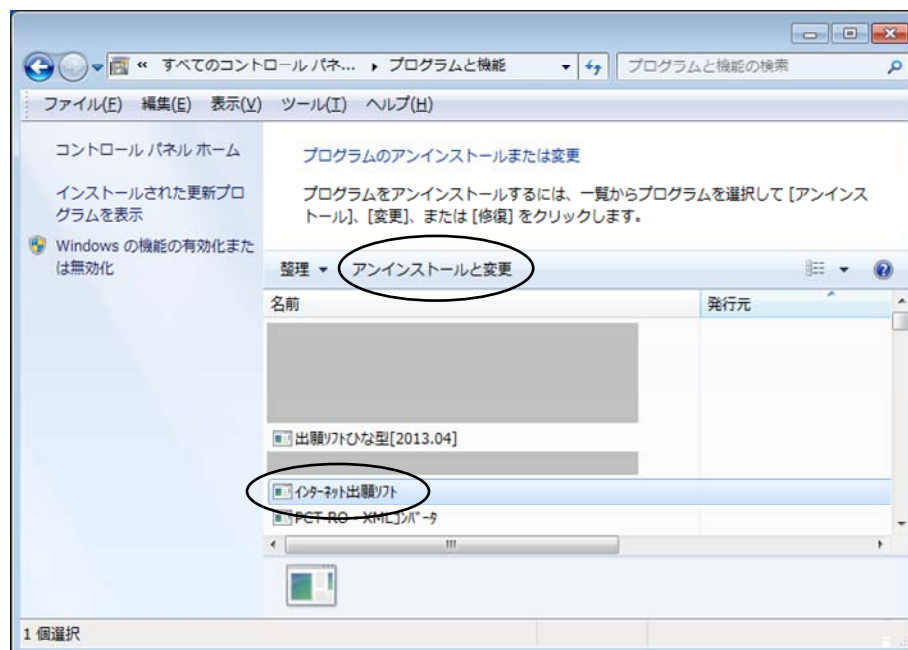 « すべてのコントロール パネ... ▸ プログラムと機能
プログラムと機能の検索
ファイル(F) 編集(E) 表示(V) ツール(T) ヘルプ(H)
コントロール パネル ホーム
インストールされた更新プロ
グラムを表示
Windows の機能の有効化また
は無効化
プログラムのアンインストールまたは変更
プログラムをアンインストールするには、一覧からプログラムを選択して [アンインス
トール]、[変更]、または [修復] をクリックします。
整理 ▼ アンインストールと変更
名前 発行元
出願ソフトひな型[2013.04]
インターネット出願ソフト
PCT-RO - XMLコンバータ
1 個選択